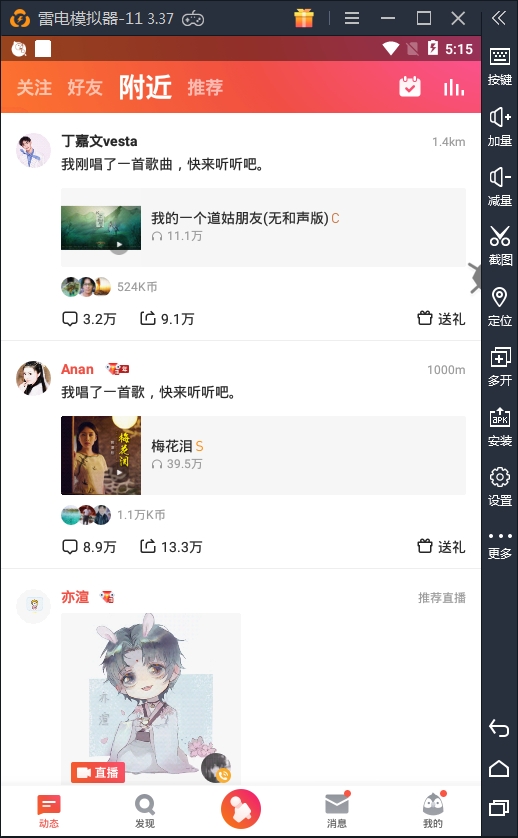 雷电模拟器-11 3.37
5:15
关注 好友 附近 推荐
丁嘉文vesta 1.4km
我刚唱了一首歌曲，快来听听吧。
我的一个道姑朋友(无和声版) C
11.1万
524K币
3.2万 9.1万 送礼
Anan 1000m
我唱了一首歌，快来听听吧。
梅花泪
梅花泪 S
39.5万
1.1万K币
8.9万 13.3万 送礼
亦渲 推荐直播
亦渲
直播
动态 发现 消息 我的
按键
加量
减量
截图
定位
多开
APK
安装
设置
更多